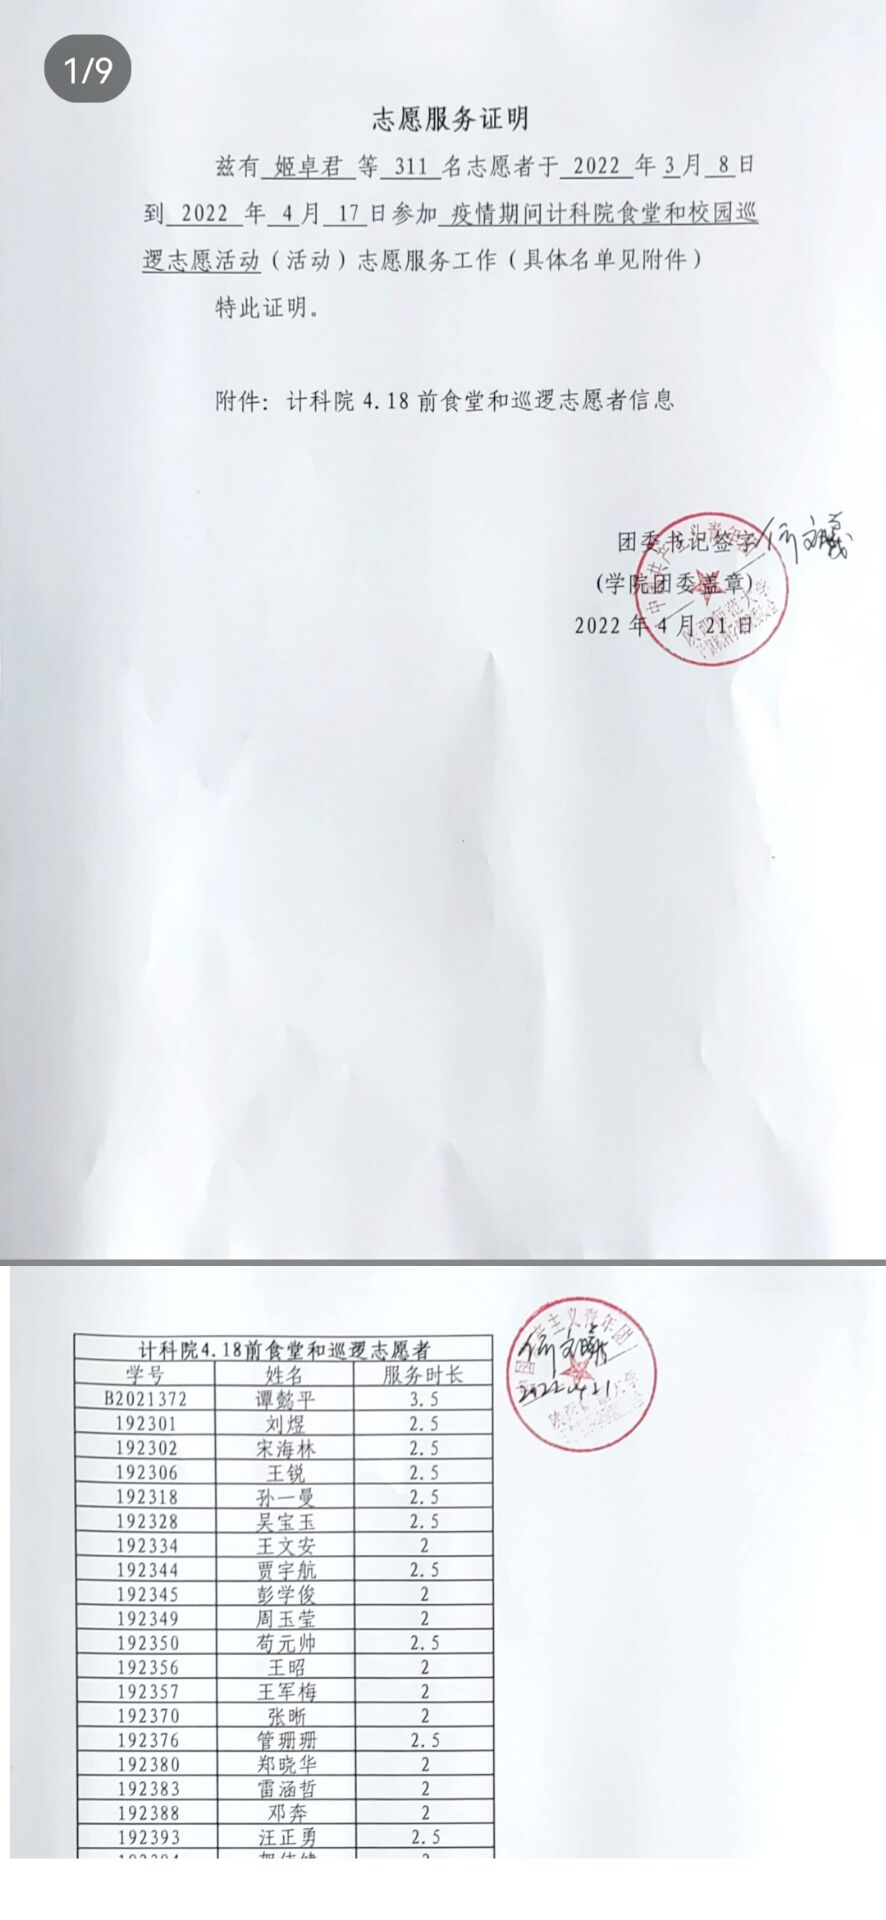 1/9
志愿服务证明
兹有 姬卓君 等 311 名志愿者于 2022 年 3 月 8 日
到 2022 年 4 月 17 日参加 疫情期间计科院食堂和校园巡
逻志愿活动（活动）志愿服务工作（具体名单见附件）
特此证明。
附件：计科院 4.18 前食堂和巡逻志愿者信息
团委书记签字
(学院团委盖章)
2022 年 4 月 21 日
计科院4.18前食堂和巡逻志愿者
学号 姓名 服务时长
B2021372 谭懿平 3.5
192301 刘煜 2.5
192302 宋海林 2.5
192306 王锐 2.5
192318 孙一曼 2.5
192328 吴宝玉 2.5
192334 王文安 2
192344 贾宇航 2.5
192345 彭学俊 2
192349 周玉莹 2
192350 苟元帅 2.5
192356 王昭 2
192357 王军梅 2
192370 张晰 2
192376 管珊珊 2.5
192380 郑晓华 2
192383 雷涵哲 2
192388 邓奔 2
192393 汪正勇 2.5
2022.04.21